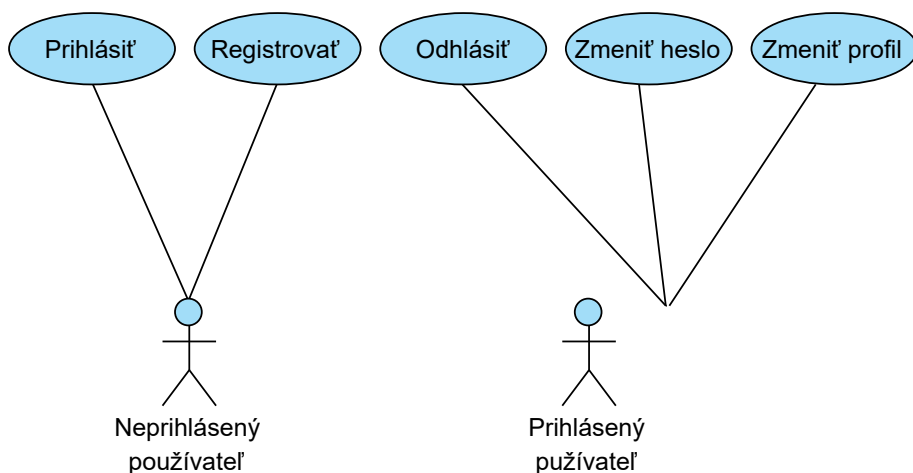 Prihlásiť
Registrovať
Odhlásiť
Zmeniť heslo
Zmeniť profil
Neprihlásený
používateľ
Prihlásený
pužívateľ